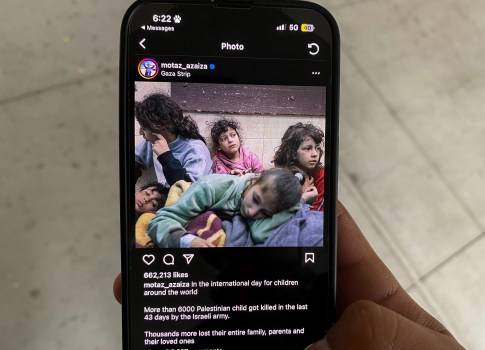 6:22
5G
Messages
Photo
motaz_azaiza
Gaza Strip
662,213 likes
motaz_azaiza In the international day for children
around the world
More than 6000 Palestinian child got killed in the last
43 days by the Israeli army.
Thousands more lost their entire family, parents and
their loved ones